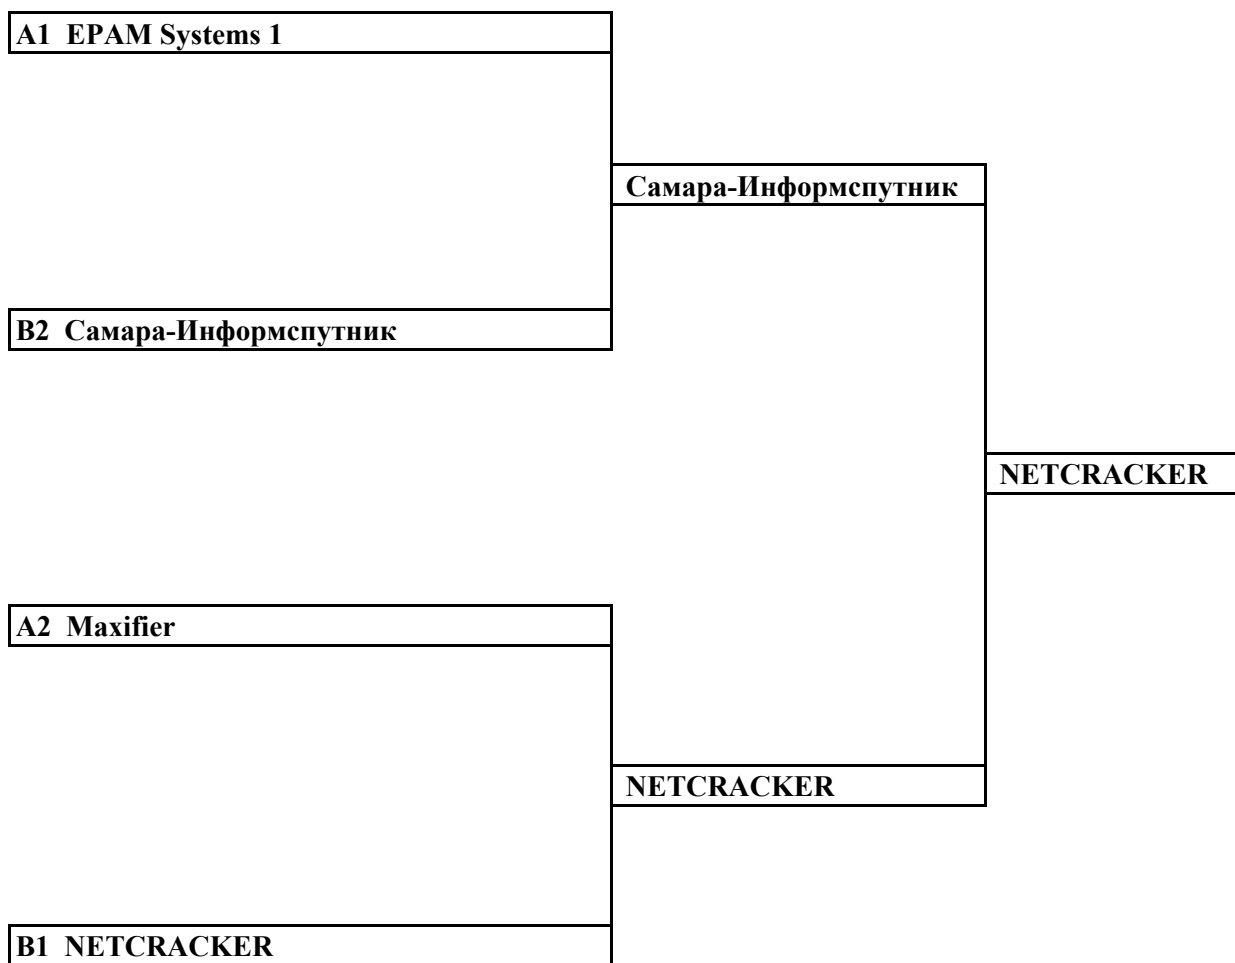 A1 EPAM Systems 1
Самара-Информспутник
B2 Самара-Информспутник
NETCRACKER
A2 Maxifier
NETCRACKER
B1 NETCRACKER